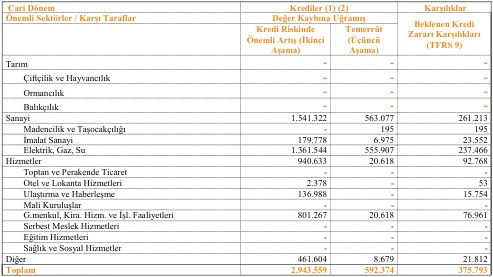 Cari Dönem Krediler (1) (2) Karşılıklar
Önemli Sektörler / Karşı Taraflar Değer Kaybına Uğramış Beklenen Kredi Zararı Karşılıkları (TFRS 9)
Kredi Riskinde Önemli Artış (İkinci Aşama) Temerrüt (Üçüncü Aşama)
Tarım - - -
Çiftçilik ve Hayvancılık - - -
Ormancılık - - -
Balıkçılık - - -
Sanayi 1.541.322 563.077 261.213
Madencilik ve Taşocakçılığı - 195 195
İmalat Sanayi 179.778 6.975 23.552
Elektrik, Gaz, Su 1.361.544 555.907 237.466
Hizmetler 940.633 20.618 92.768
Toptan ve Perakende Ticaret - - -
Otel ve Lokanta Hizmetleri 2.378 - 53
Ulaştırma ve Haberleşme 136.988 - 15.754
Mali Kuruluşlar - - -
G.menkul, Kira. Hizm. ve İşl. Faaliyetleri 801.267 20.618 76.961
Serbest Meslek Hizmetleri - - -
Eğitim Hizmetleri - - -
Sağlık ve Sosyal Hizmetler - - -
Diğer 461.604 8.679 21.812
Toplam 2.943.559 592.374 375.793